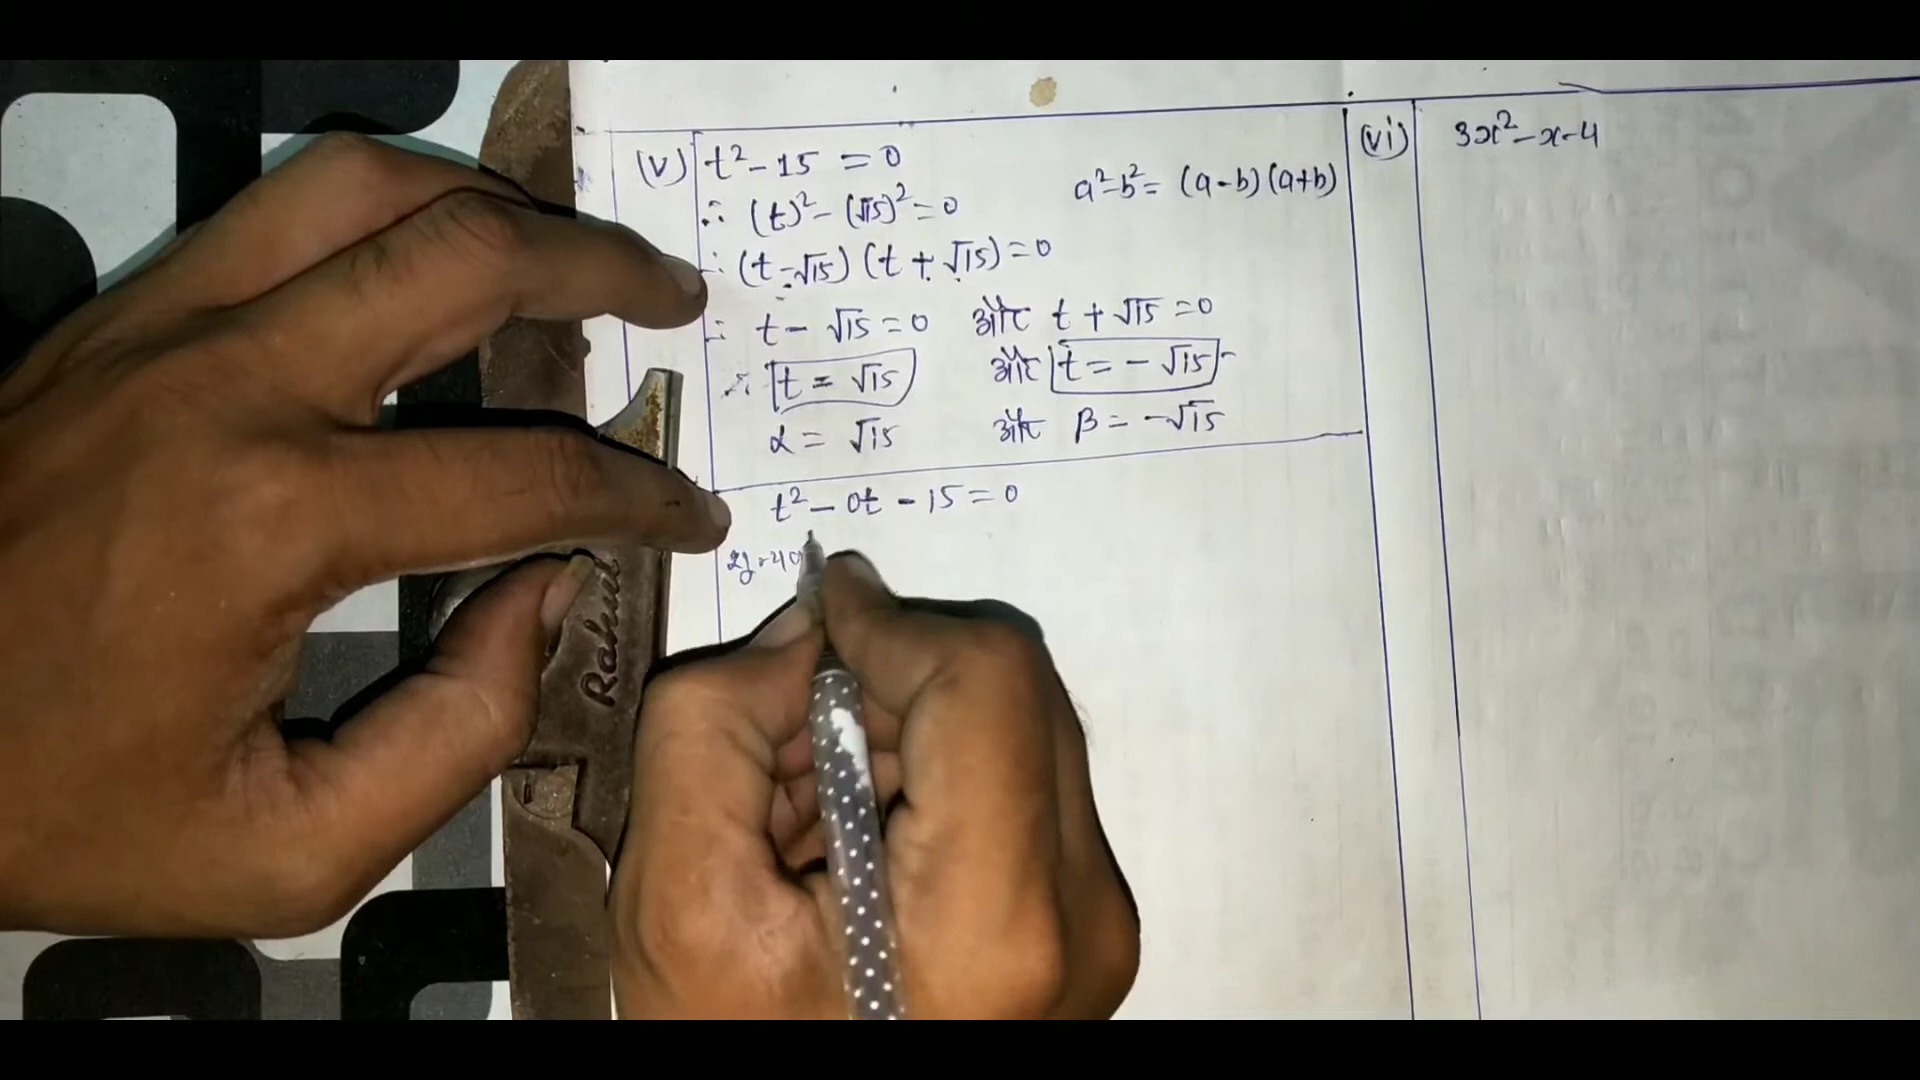 (v) t² - 15 = 0
a² - b² = (a - b) (a + b)
∴ (t)² - (√15)² = 0
∴ (t - √15) (t + √15) = 0
∴ t - √15 = 0 और t + √15 = 0
∴ t = √15 और t = - √15
α = √15 और β = - √15
t² - 0t - 15 = 0
(vi) 3x² - x - 4
Rahul